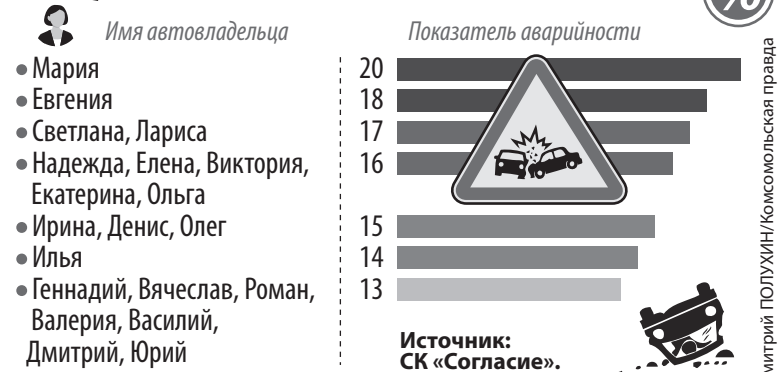 %
Имя автовладельца
Показатель аварийности
Мария 20
Евгения 18
Светлана, Лариса 17
Надежда, Елена, Виктория, 16
Екатерина, Ольга
Ирина, Денис, Олег 15
Илья 14
Геннадий, Вячеслав, Роман, 13
Валерия, Василий,
Дмитрий, Юрий
Источник:
СК «Согласие».
ПОЛУХИН/Комсомольская правда